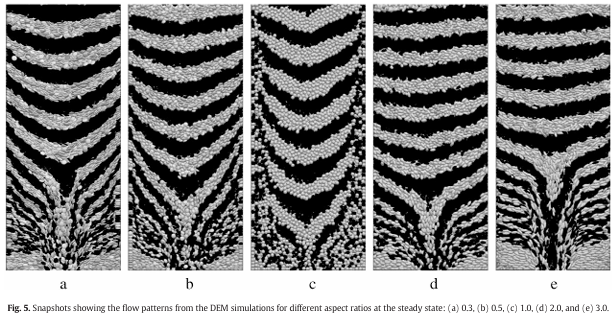 a b c d e
Fig. 5. Snapshots showing the flow patterns from the DEM simulations for different aspect ratios at the steady state: (a) 0.3, (b) 0.5, (c) 1.0, (d) 2.0, and (e) 3.0.